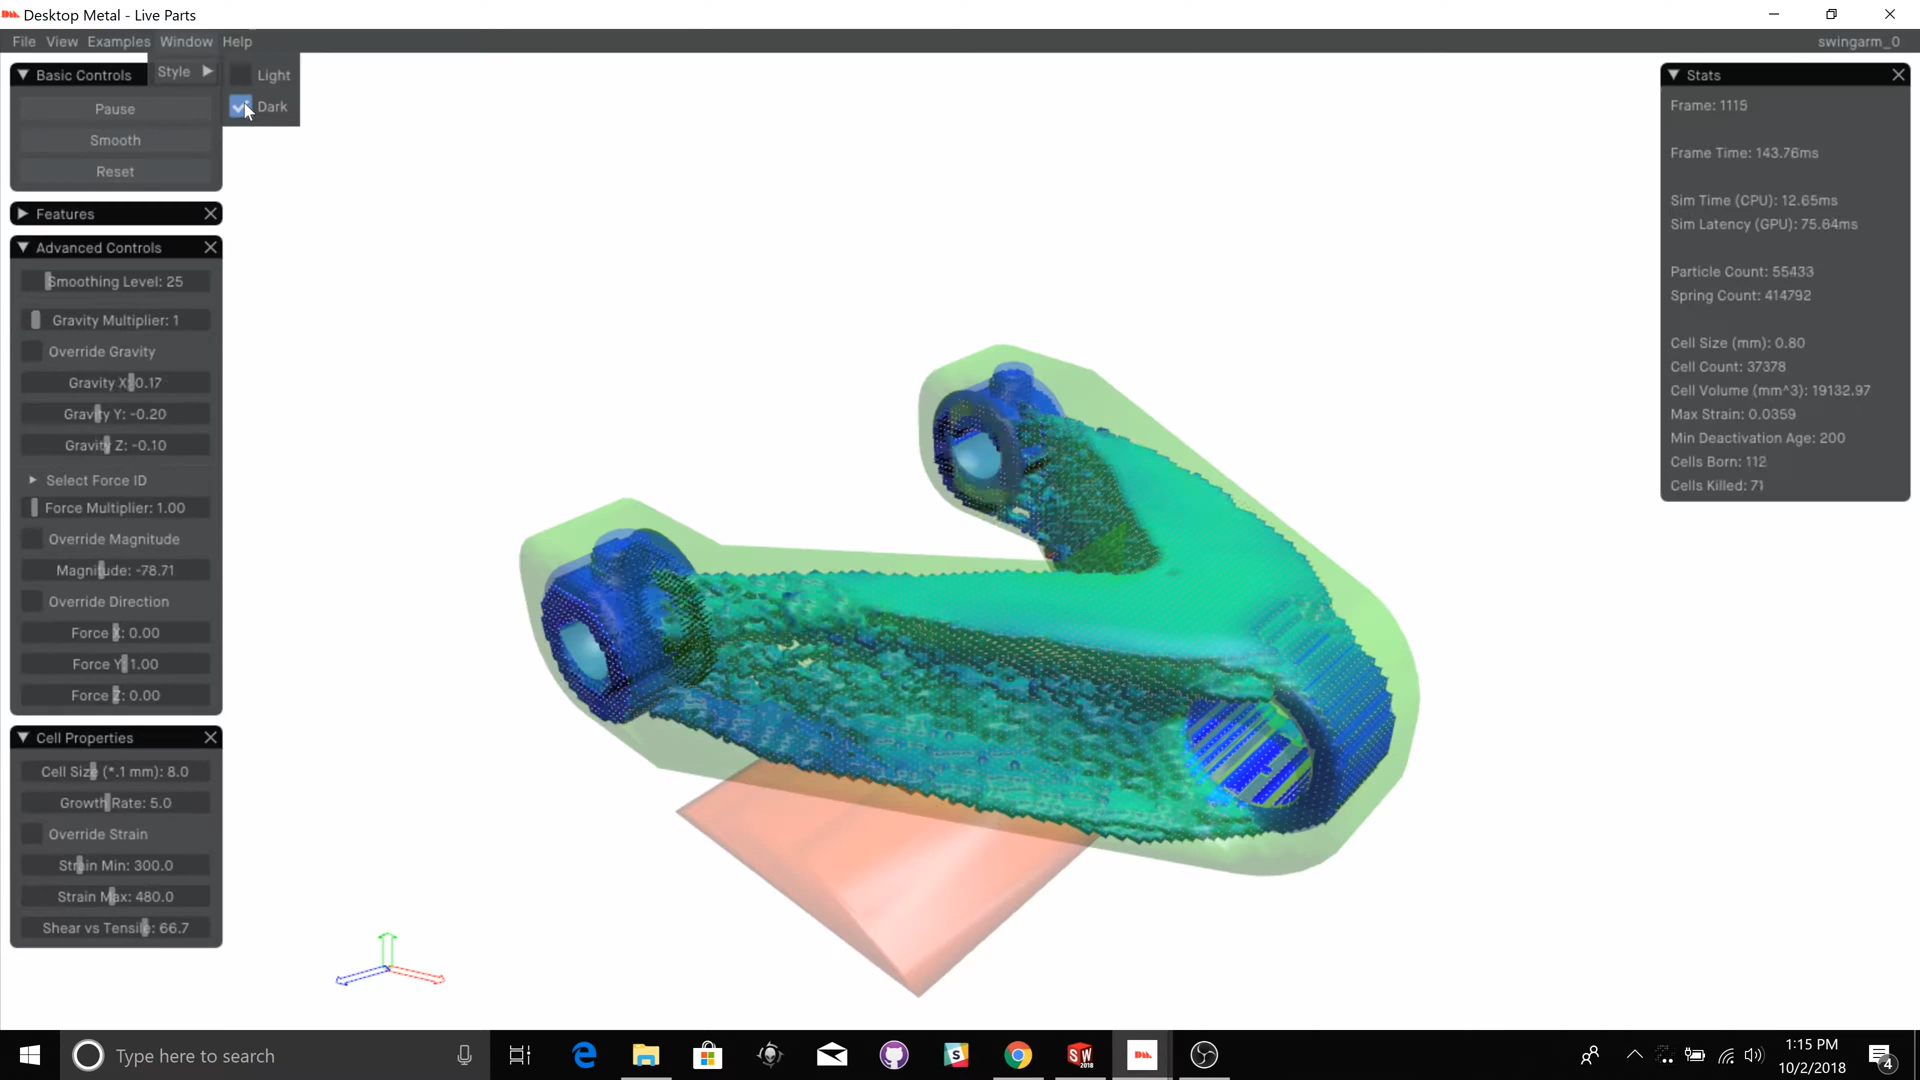 Desktop Metal - Live Parts
File View Examples Window Help
swingarm_0
Basic Controls
Style
Light
Dark
Pause
Smooth
Reset
Features
Advanced Controls
Smoothing Level: 25
Gravity Multiplier: 1
Override Gravity
Gravity X: 0.17
Gravity Y: -0.20
Gravity Z: -0.10
Select Force ID
Force Multiplier: 1.00
Override Magnitude
Magnitude: -78.71
Override Direction
Force X: 0.00
Force Y: 1.00
Force Z: 0.00
Cell Properties
Cell Size (*.1 mm): 8.0
Growth Rate: 5.0
Override Strain
Strain Min: 300.0
Strain Max: 480.0
Shear vs Tensile: 66.7
Stats
Frame: 1115
Frame Time: 143.76ms
Sim Time (CPU): 12.65ms
Sim Latency (GPU): 75.64ms
Particle Count: 55433
Spring Count: 414792
Cell Size (mm): 0.80
Cell Count: 37378
Cell Volume (mm^3): 19132.97
Max Strain: 0.0359
Min Deactivation Age: 200
Cells Born: 112
Cells Killed: 71
Type here to search
SW
2018
1:15 PM
10/2/2018
4